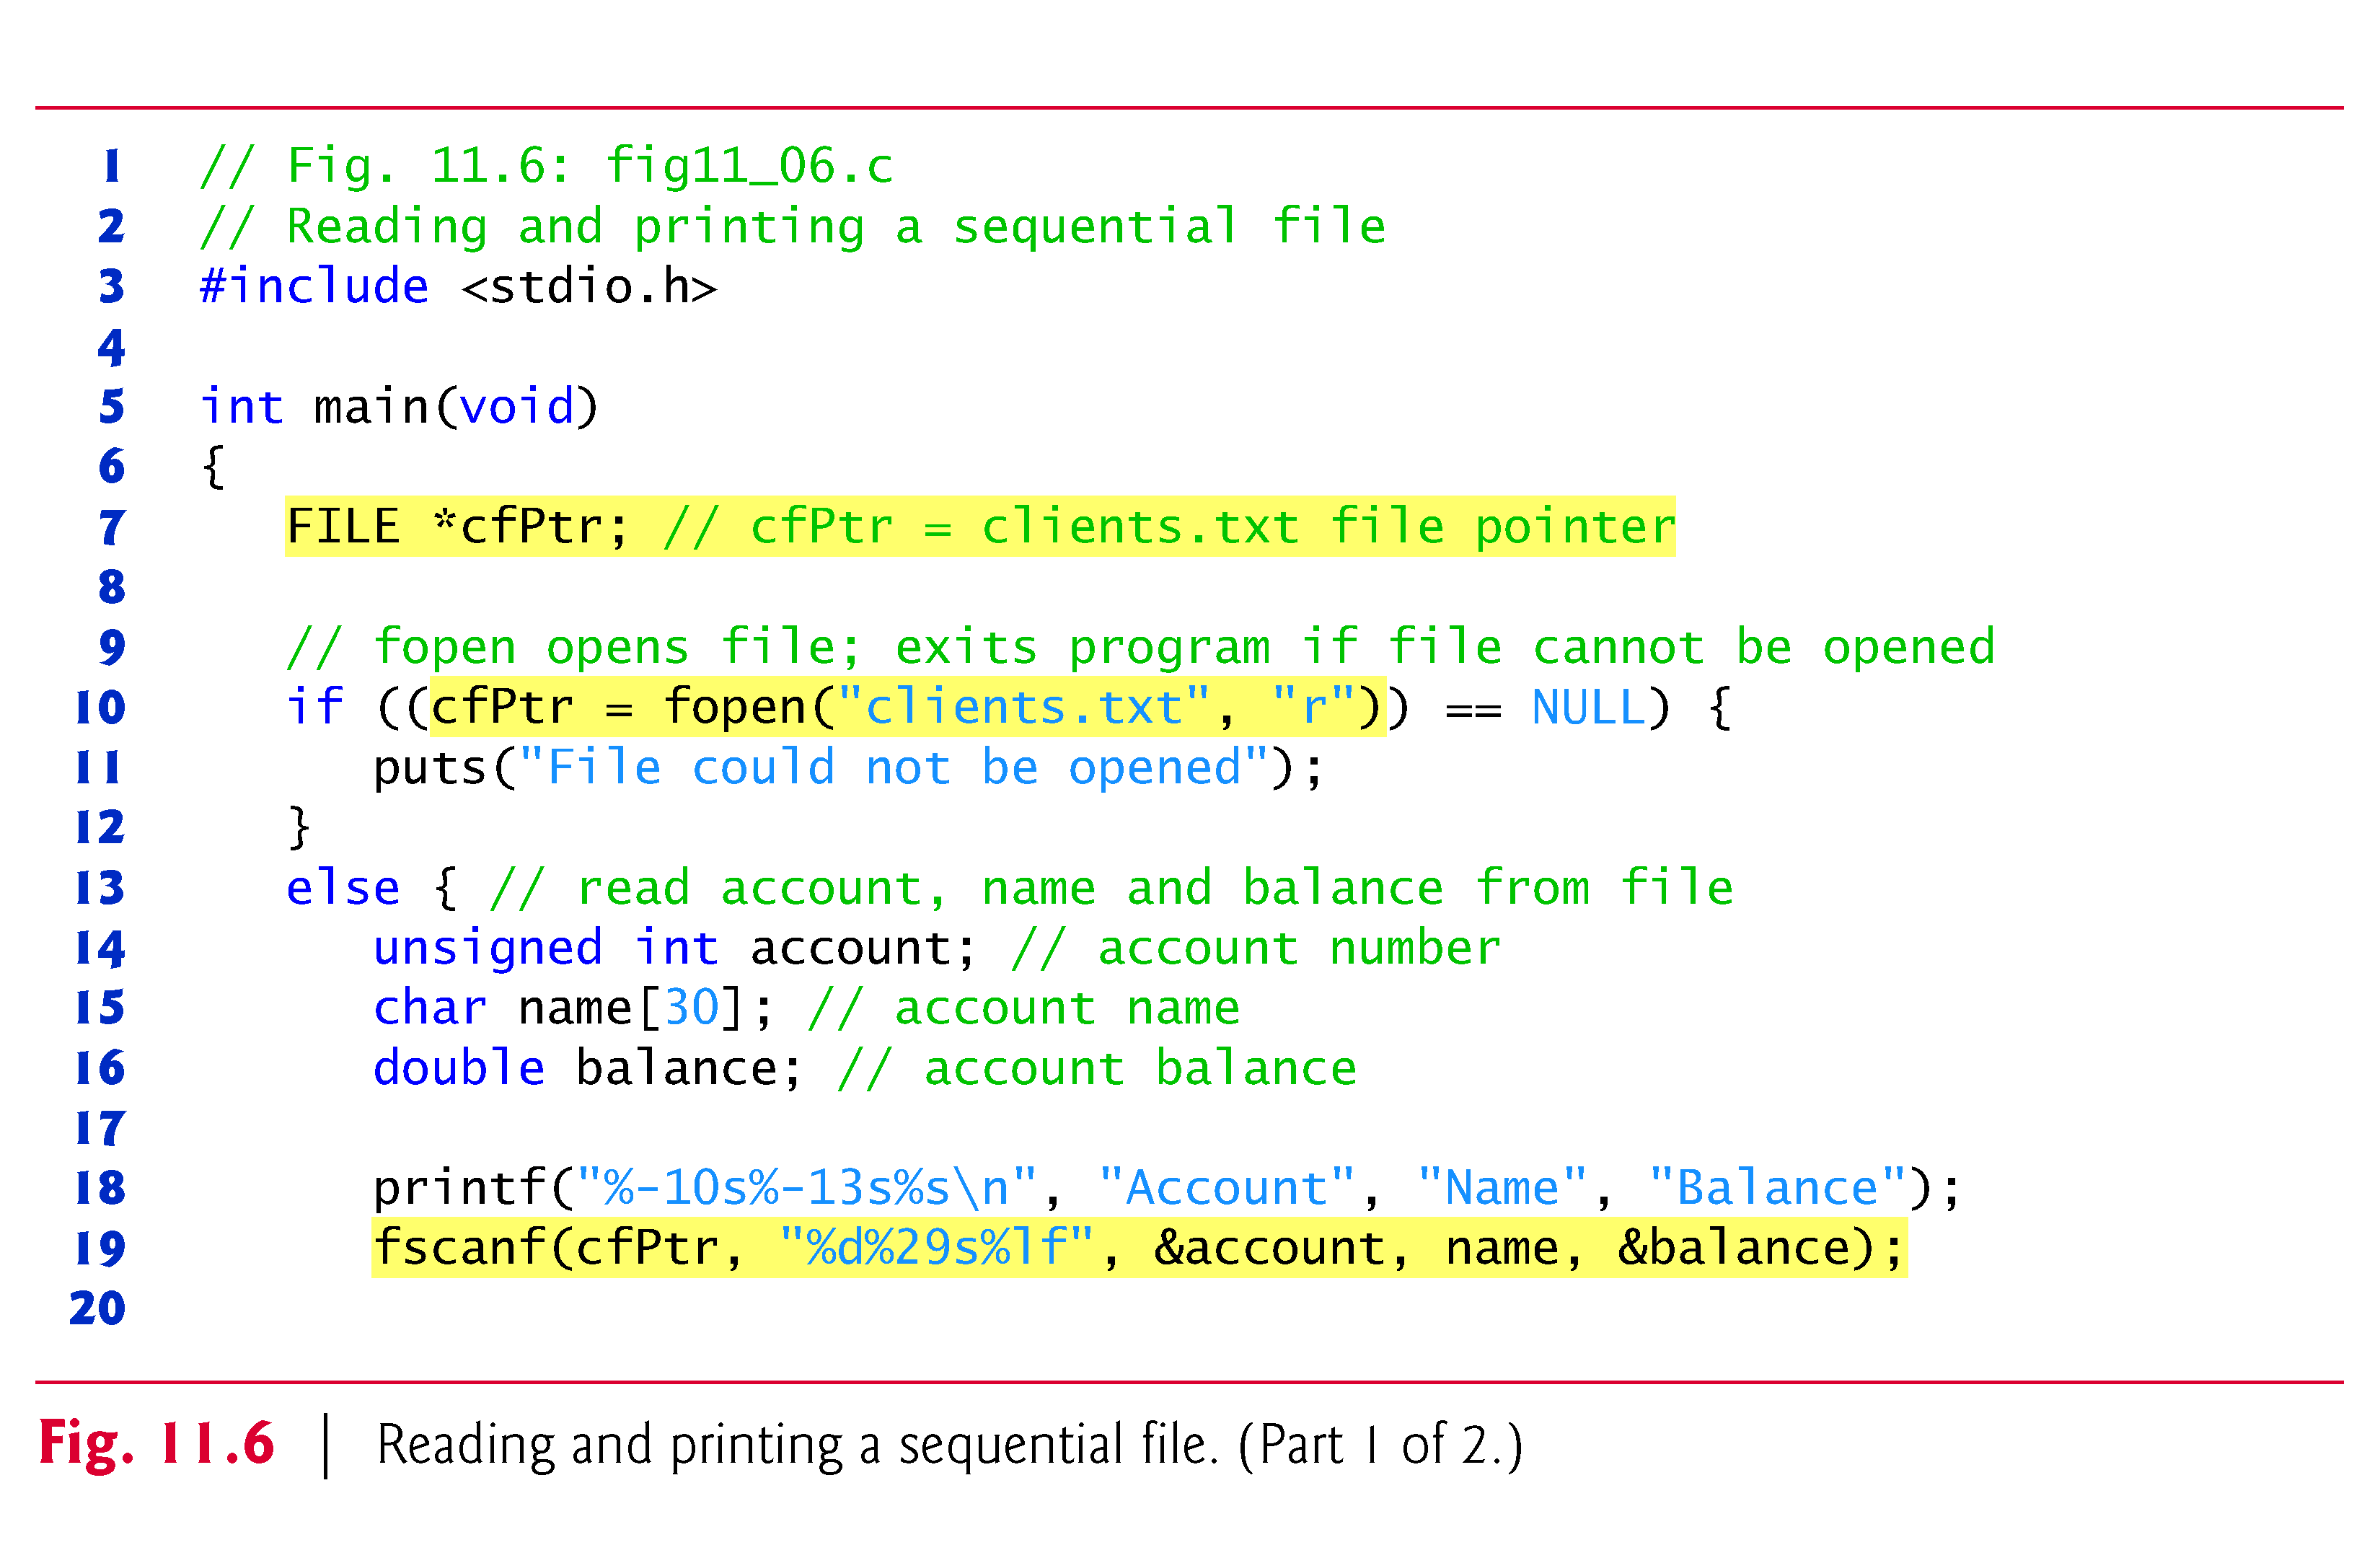 1 // Fig. 11.6: fig11_06.c
2 // Reading and printing a sequential file
3 #include <stdio.h>
4
5 int main(void)
6 {
7    FILE *cfPtr; // cfPtr = clients.txt file pointer
8
9    // fopen opens file; exits program if file cannot be opened
10    if ((cfPtr = fopen("clients.txt", "r")) == NULL) {
11       puts("File could not be opened");
12    }
13    else { // read account, name and balance from file
14       unsigned int account; // account number
15       char name[30]; // account name
16       double balance; // account balance
17
18       printf("%-10s%-13s%s\n", "Account", "Name", "Balance");
19       fscanf(cfPtr, "%d%29s%lf", &account, name, &balance);
20
Fig. 11.6 | Reading and printing a sequential file. (Part 1 of 2.)